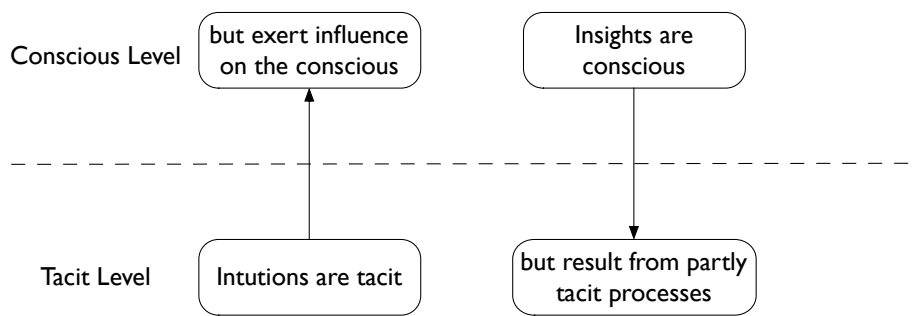 Conscious Level
but exert influence
on the conscious
Insights are
conscious
Tacit Level
Intutions are tacit
but result from partly
tacit processes